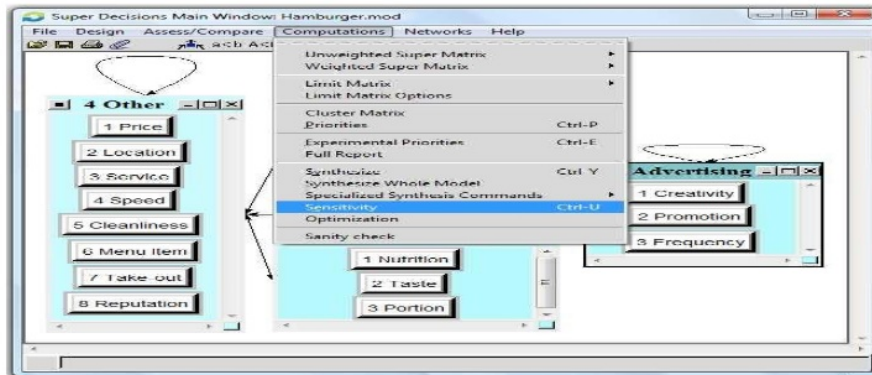 Super Decisions Main Window: Hamburger.mod
File Design Assess/Compare Computations Networks Help
a<b
Unweighted Super Matrix
Weighted Super Matrix
Limit Matrix
Limit Matrix Options
Cluster Matrix
Priorities Ctrl-P
Experimental Priorities Ctrl-E
Full Report
Synthesize Ctrl-Y
Synthesize Whole Model
Specialized Synthesis Commands
Sensitivity Ctrl-U
Optimization
Sanity check
4 Other
1 Price
2 Location
3 Service
4 Speed
5 Cleanliness
6 Menu Item
7 Take-out
8 Reputation
1 Nutrition
2 Taste
3 Portion
Advertising
1 Creativity
2 Promotion
3 Frequency